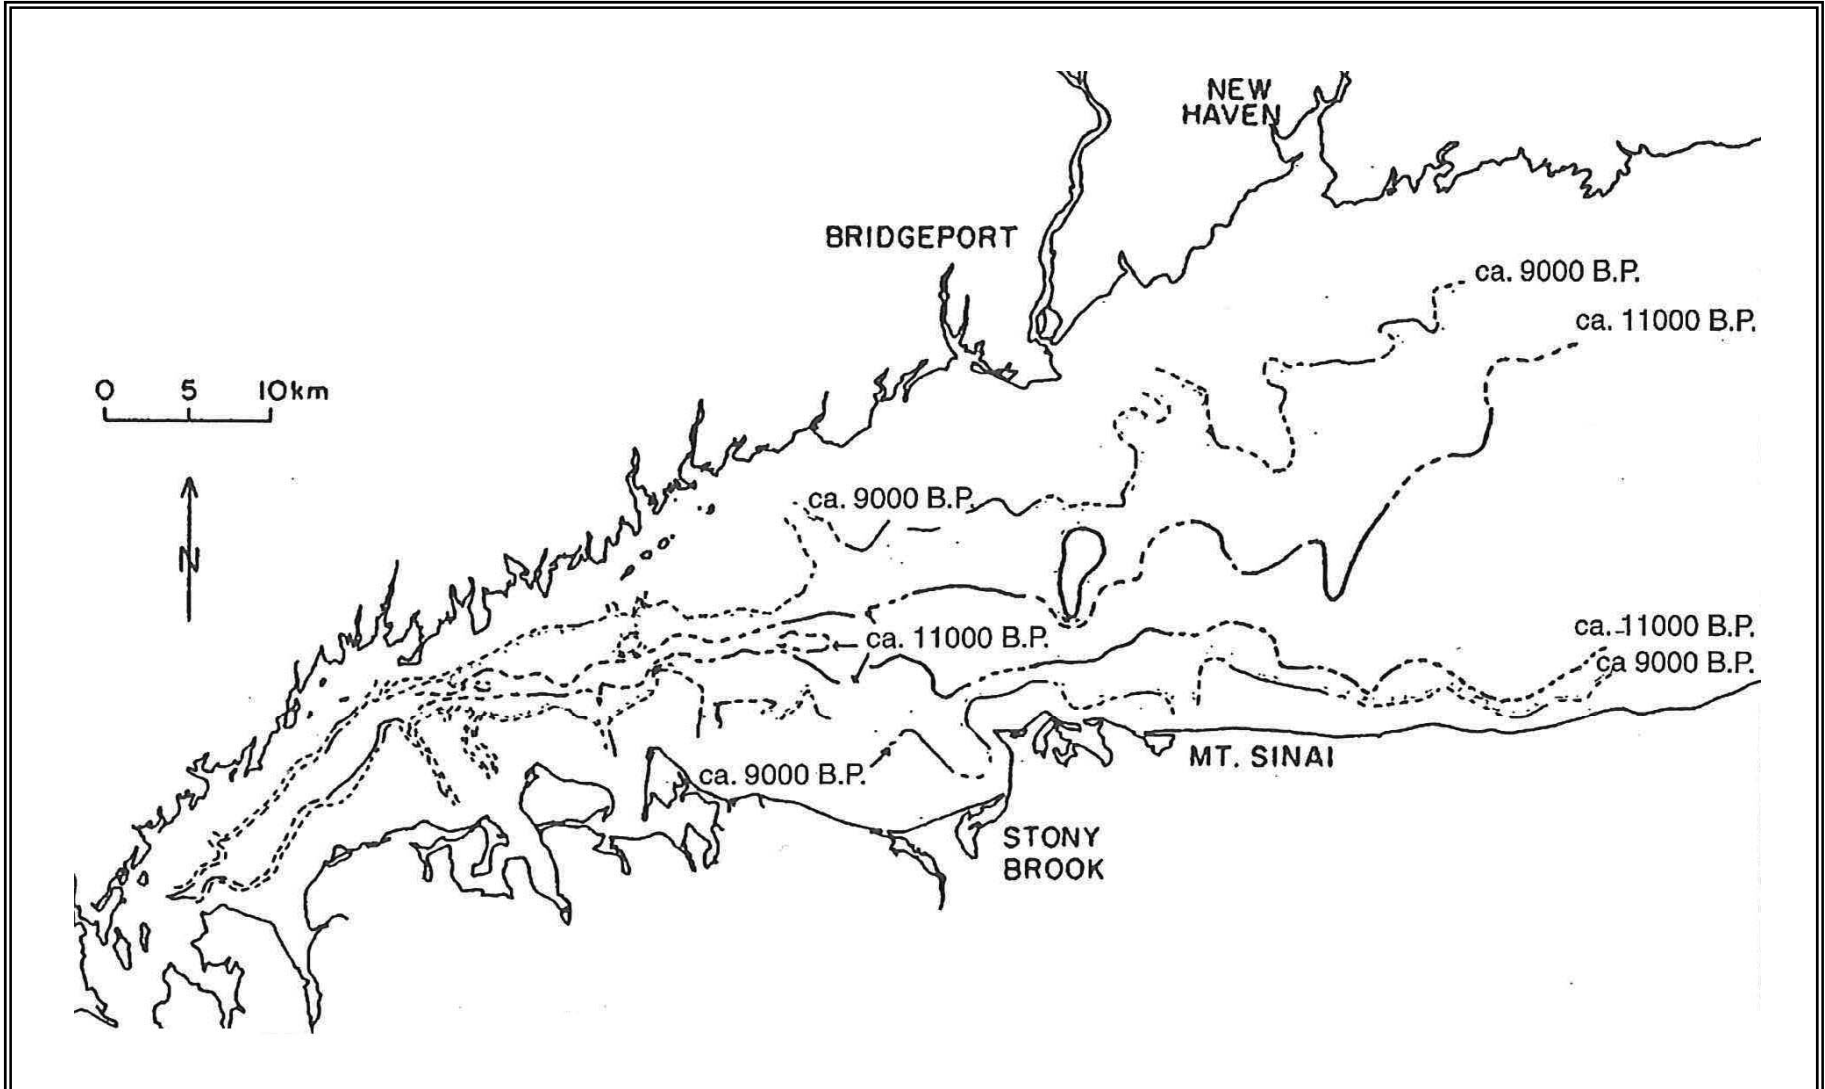 NEW
HAVEN
BRIDGEPORT
ca. 9000 B.P.
ca. 11000 B.P.
0 5 10km
N
ca. 9000 B.P.
ca. 11000 B.P.
ca. 11000 B.P.
ca 9000 B.P.
ca. 9000 B.P.
MT. SINAI
STONY
BROOK